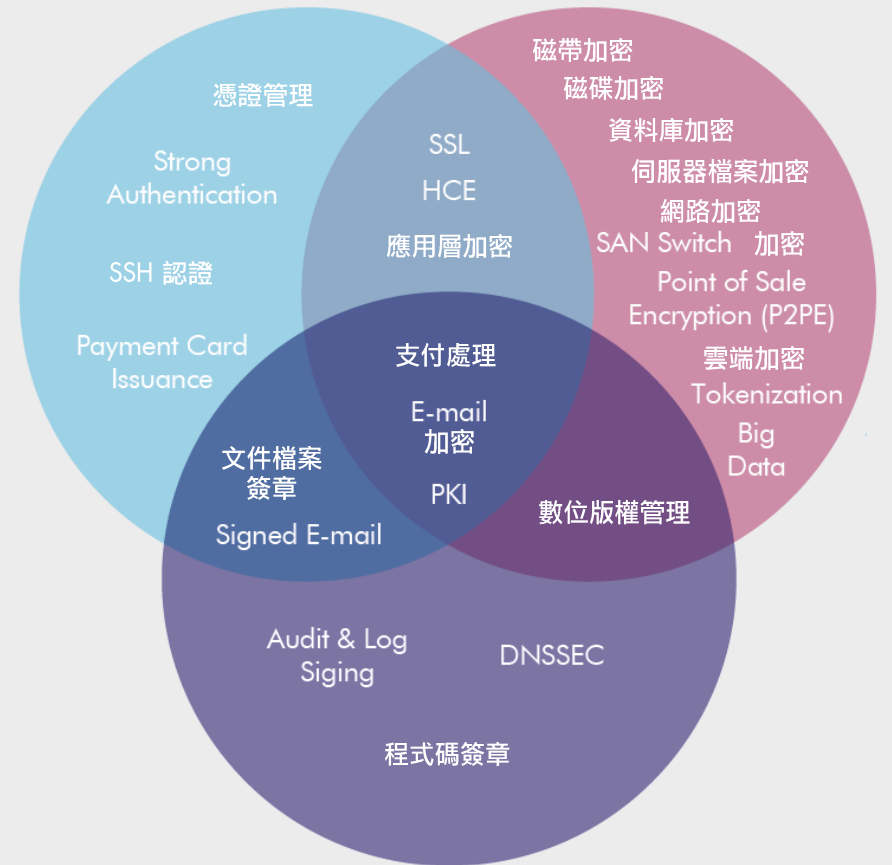 憑證管理
Strong
Authentication
SSH 認證
Payment Card
Issuance
SSL
HCE
應用層加密
磁帶加密
磁碟加密
資料庫加密
伺服器檔案加密
網路加密
SAN Switch 加密
Point of Sale
Encryption (P2PE)
雲端加密
Tokenization
Big
Data
支付處理
E-mail
加密
PKI
文件檔案
簽章
Signed E-mail
數位版權管理
Audit & Log
Siging
DNSSEC
程式碼簽章